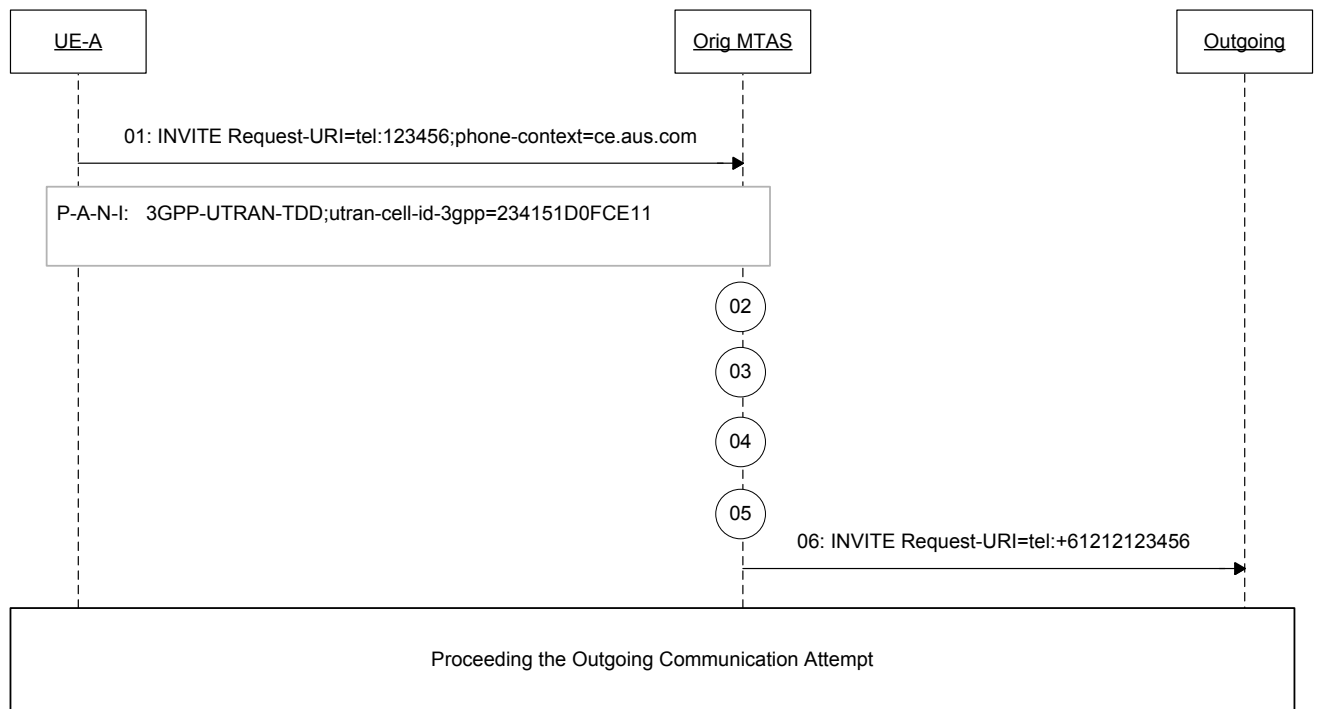 UE-A
Orig MTAS
Outgoing
01: INVITE Request-URI=tel:123456;phone-context=ce.aus.com
P-A-N-I: 3GPP-UTRAN-TDD;utran-cell-id-3gpp=234151D0FCE11
02
03
04
05
06: INVITE Request-URI=tel:+61212123456
Proceeding the Outgoing Communication Attempt